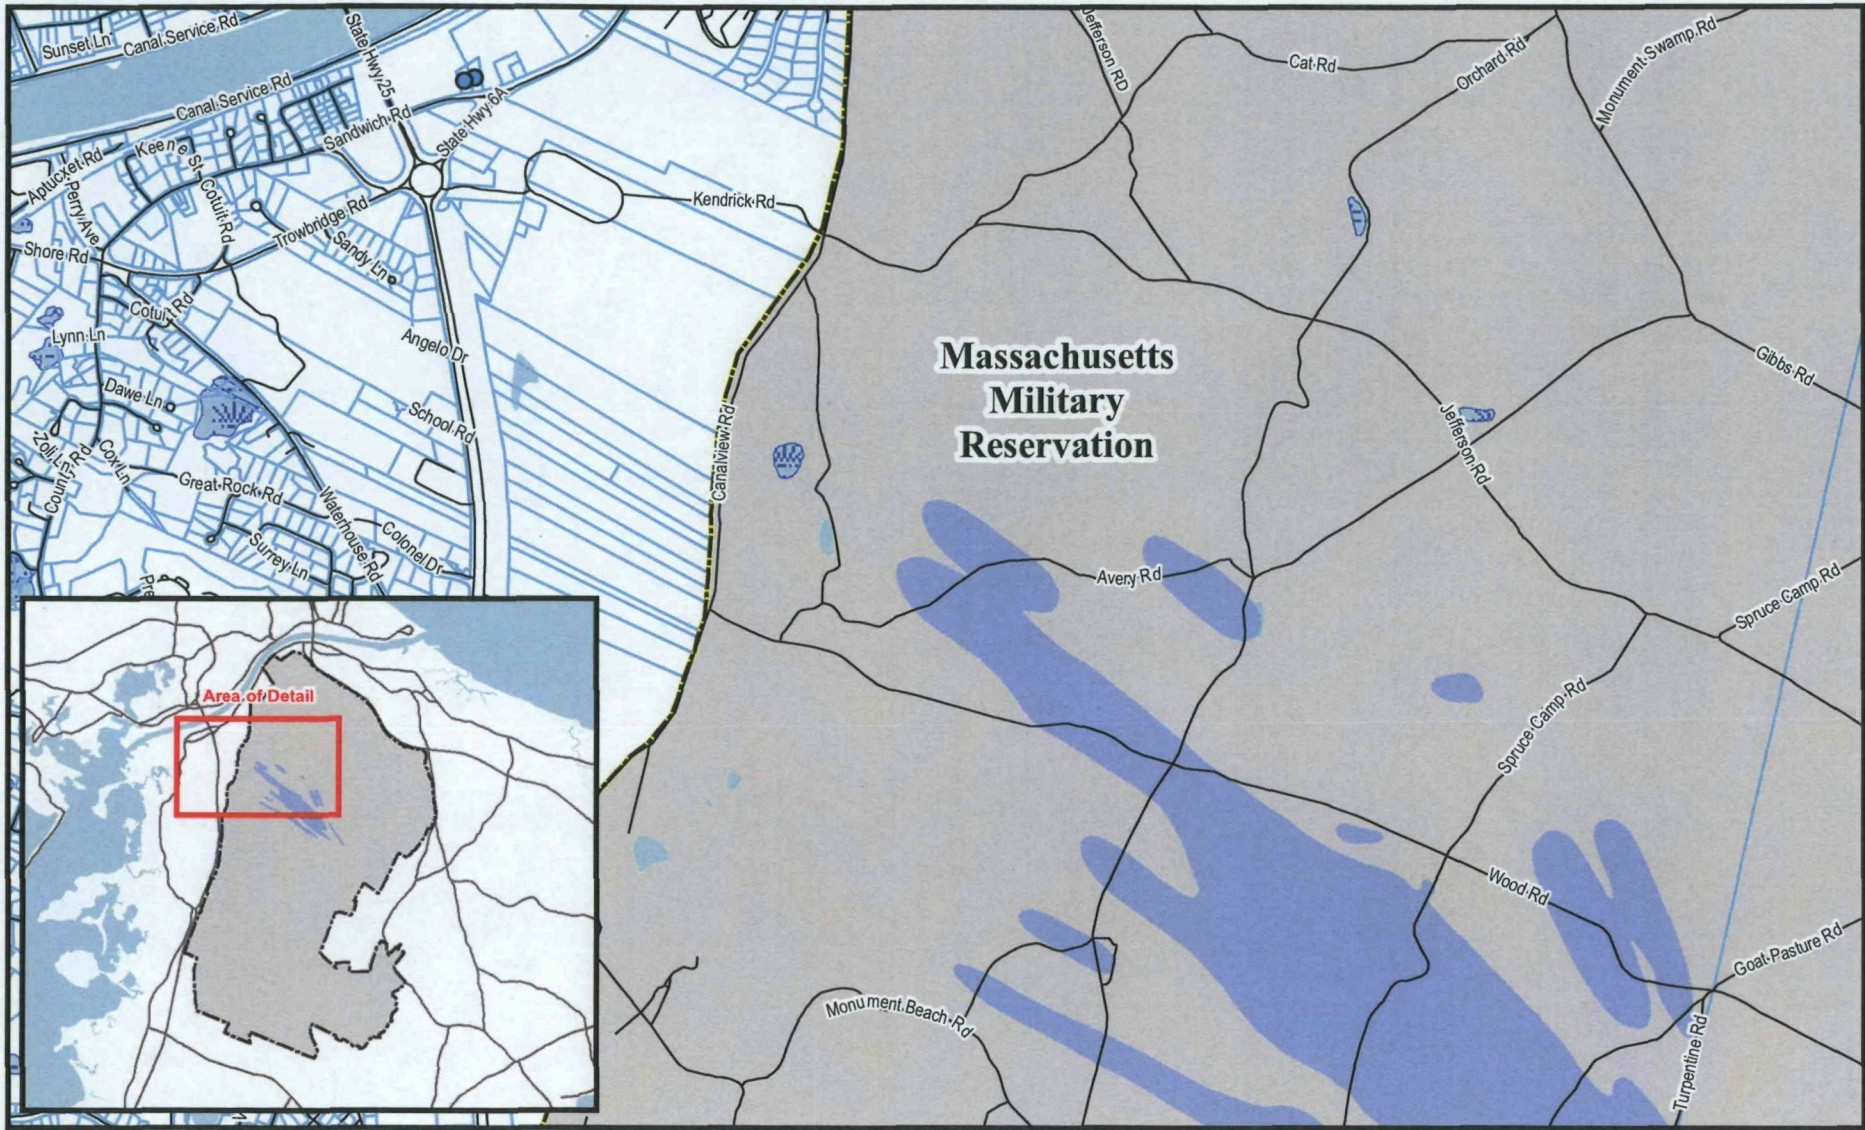 Sunset Ln
Canal Service Rd
State Hwy 25
Jefferson RD
Cat Rd
Orchard Rd
Monument Swamp Rd
Canal Service Rd
Sandwich Rd
State Hwy 6A
Aptucxet Rd
Keene St
Perry Ave
Cotuit Rd
Trowbridge Rd
Kendrick Rd
Shore Rd
Sandy Ln
Cotuit Rd
Lynn Ln
Angelo Dr
Massachusetts
Military
Reservation
Gibbs Rd
Dawe Ln
School Rd
Canalview Rd
Jefferson Rd
Zoli Ln
County Rd
Cox Ln
Great Rock Rd
Waterhouse Rd
Colonel Dr
Surrey Ln
Pre
Avery Rd
Spruce Camp Rd
Area of Detail
Spruce Camp Rd
Wood Rd
Goat Pasture Rd
Monument Beach Rd
Turpentine Rd